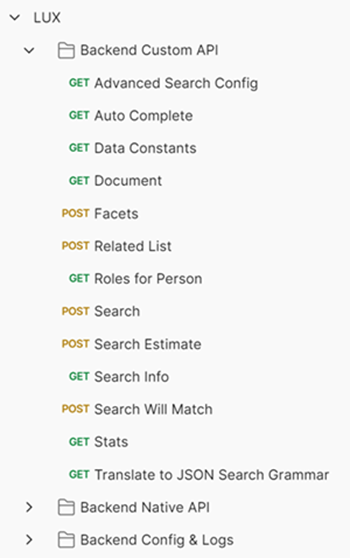 LUX
Backend Custom API
GET Advanced Search Config
GET Auto Complete
GET Data Constants
GET Document
POST Facets
POST Related List
GET Roles for Person
POST Search
POST Search Estimate
GET Search Info
POST Search Will Match
GET Stats
GET Translate to JSON Search Grammar
Backend Native API
Backend Config & Logs